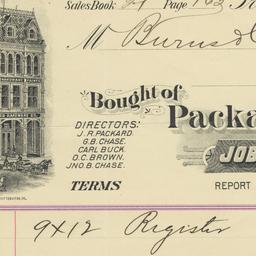 Sales Book 24 Page 162
M Burns &
Bought of
Packa
DIRECTORS:
J.R. PACKARD
G.B. CHASE.
CARL BUCK.
O.C. BROWN.
JNO. B. CHASE.
JOB
TERMS
REPORT
9x12 Register